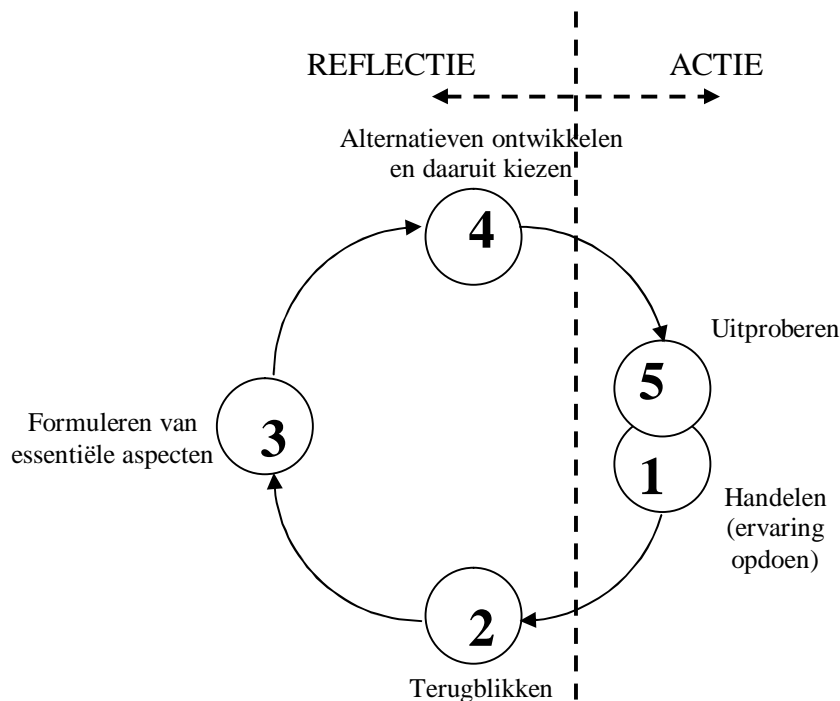 REFLECTIE
ACTIE
Alternatieven ontwikkelen
en daaruit kiezen
4
Uitproberen
5
Formuleren van
essentiële aspecten
3
1
Handelen
(ervaring
opdoen)
2
Terugblikken